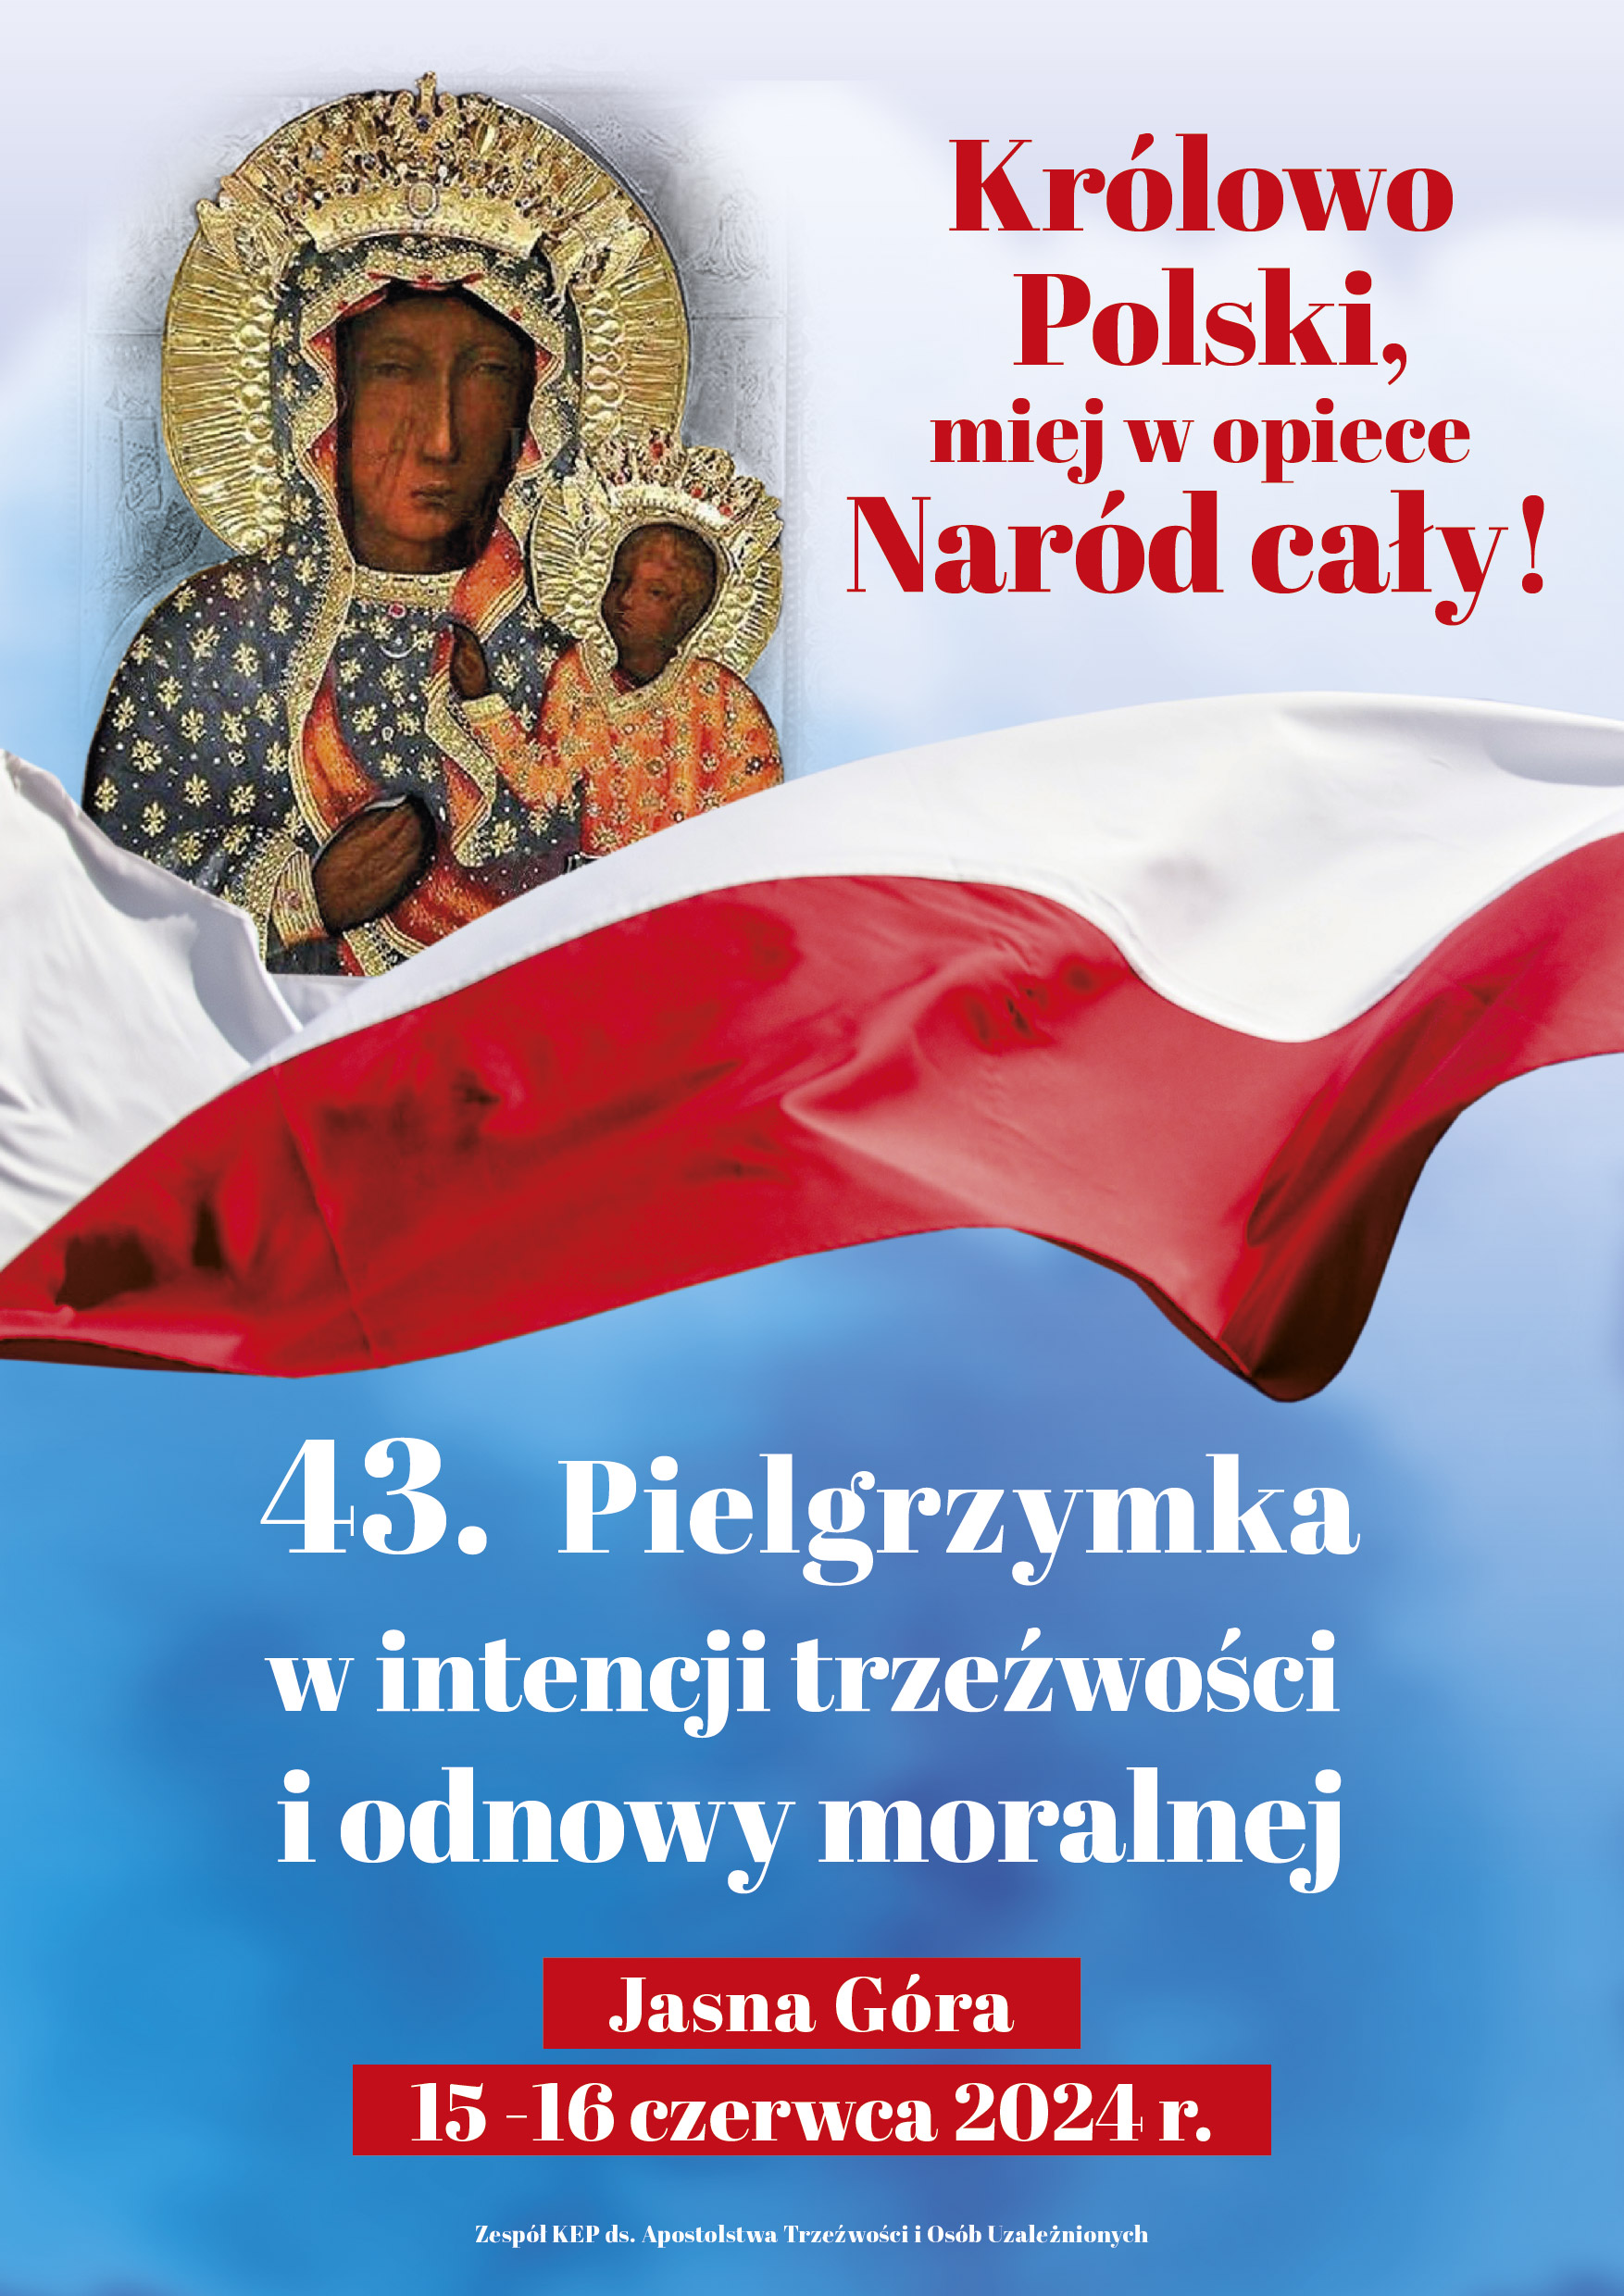 Królowo
Polski,
miej w opiece
Naród cały!
43. Pielgrzymka
w intencji trzeźwości
i odnowy moralnej
Jasna Góra
15 -16 czerwca 2024 r.
Zespół KEP ds. Apostolstwa Trzeźwości i Osób Uzależnionych